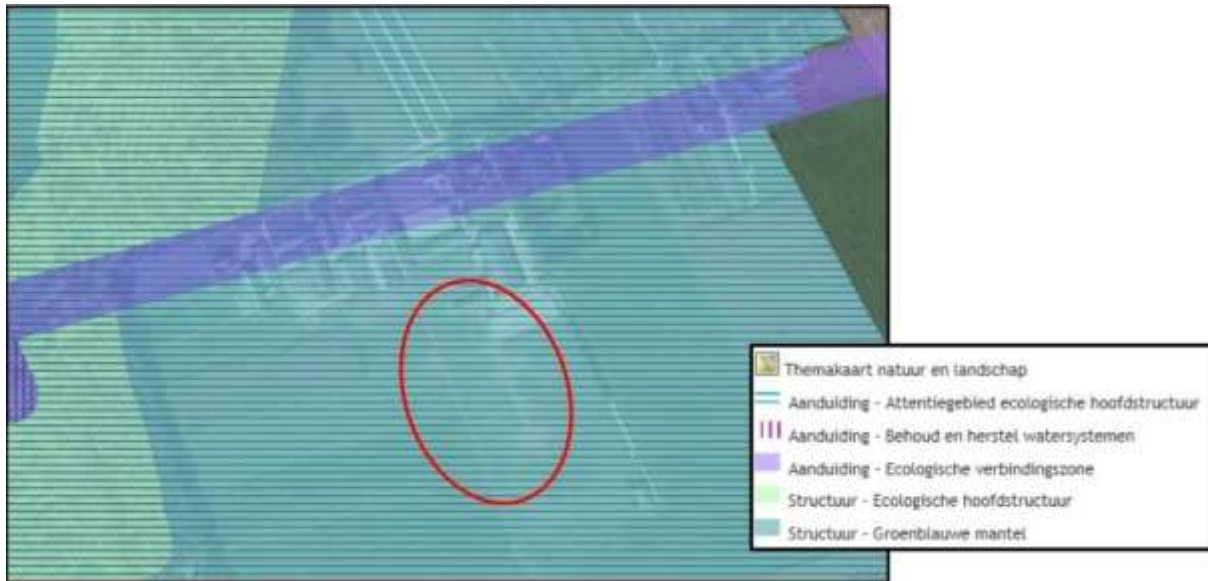 Themakaart natuur en landschap
Aanduiding - Attentiegebied ecologische hoofdstructuur
Aanduiding - Behoud en herstel watersystemen
Aanduiding - Ecologische verbindingszone
Structuur - Ecologische hoofdstructuur
Structuur - Groenblauwe mantel